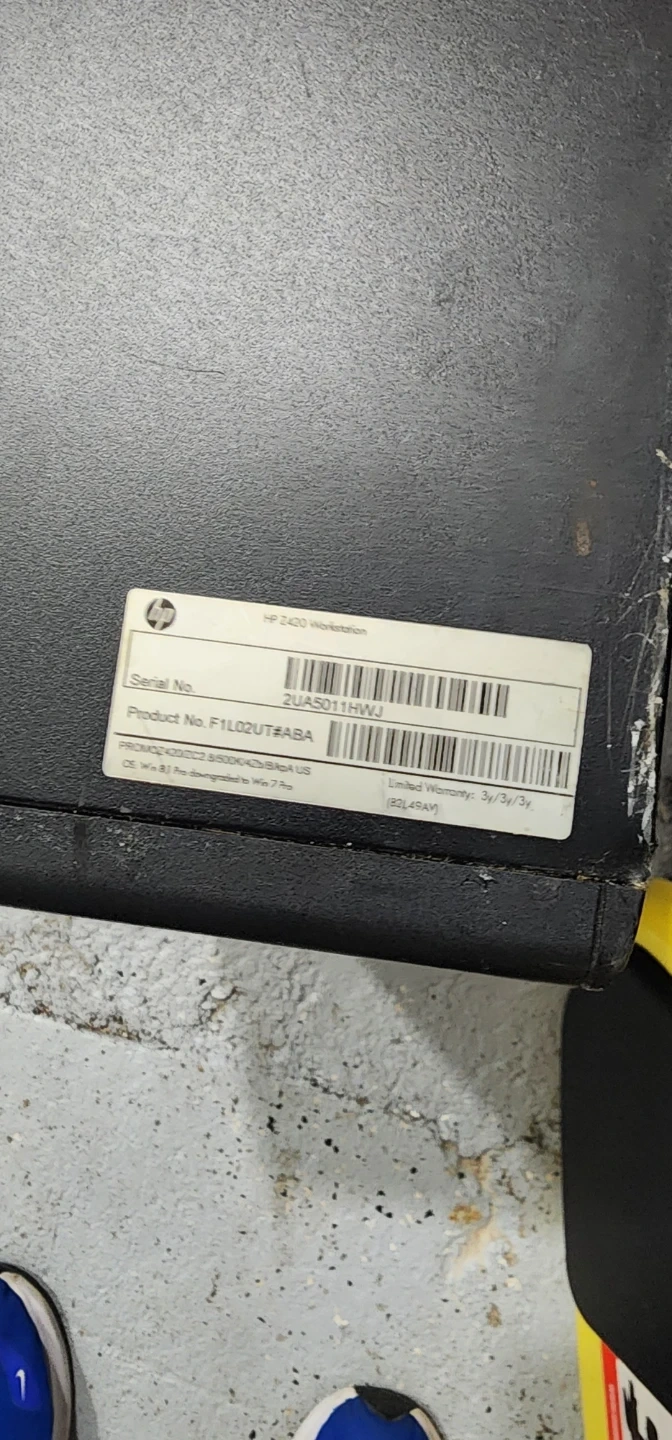 hp
HP Z420 Workstation
Serial No.
2UA5011HWJ
Product No. F1L02UT#ABA
OS: Win 8.1 Pro downgraded to Win 7 Pro
Limited Warranty: 3y/3y/3y